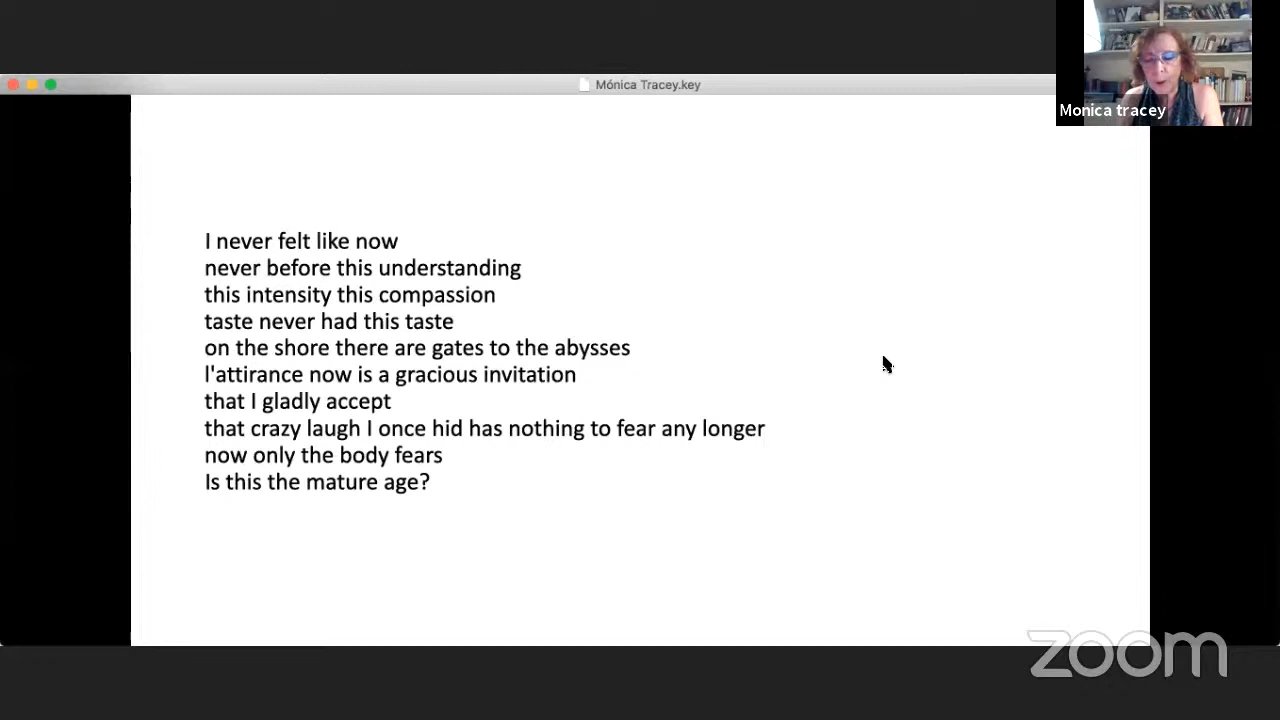 Mónica Tracey.key
Monica tracey
I never felt like now
never before this understanding
this intensity this compassion
taste never had this taste
on the shore there are gates to the abysses
l'attirance now is a gracious invitation
that I gladly accept
that crazy laugh I once hid has nothing to fear any longer
now only the body fears
Is this the mature age?
zoom